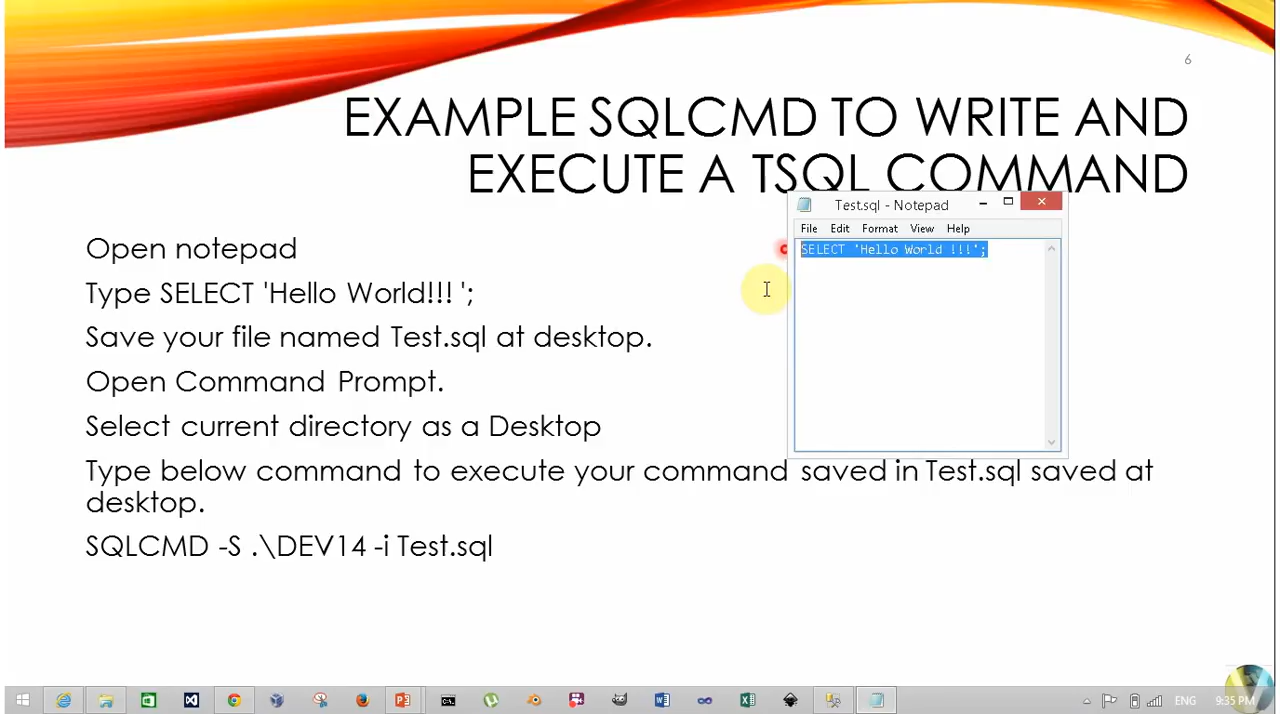 6
EXAMPLE SQLCMD TO WRITE AND
EXECUTE A TSQL COMMAND
Test.sql - Notepad
File Edit Format View Help
SELECT 'Hello World !!!';
Open notepad
Type SELECT 'Hello World!!! ';
Save your file named Test.sql at desktop.
Open Command Prompt.
Select current directory as a Desktop
Type below command to execute your command saved in Test.sql saved at
desktop.
SQLCMD -S .\DEV14 -i Test.sql
ENG 9:35 PM